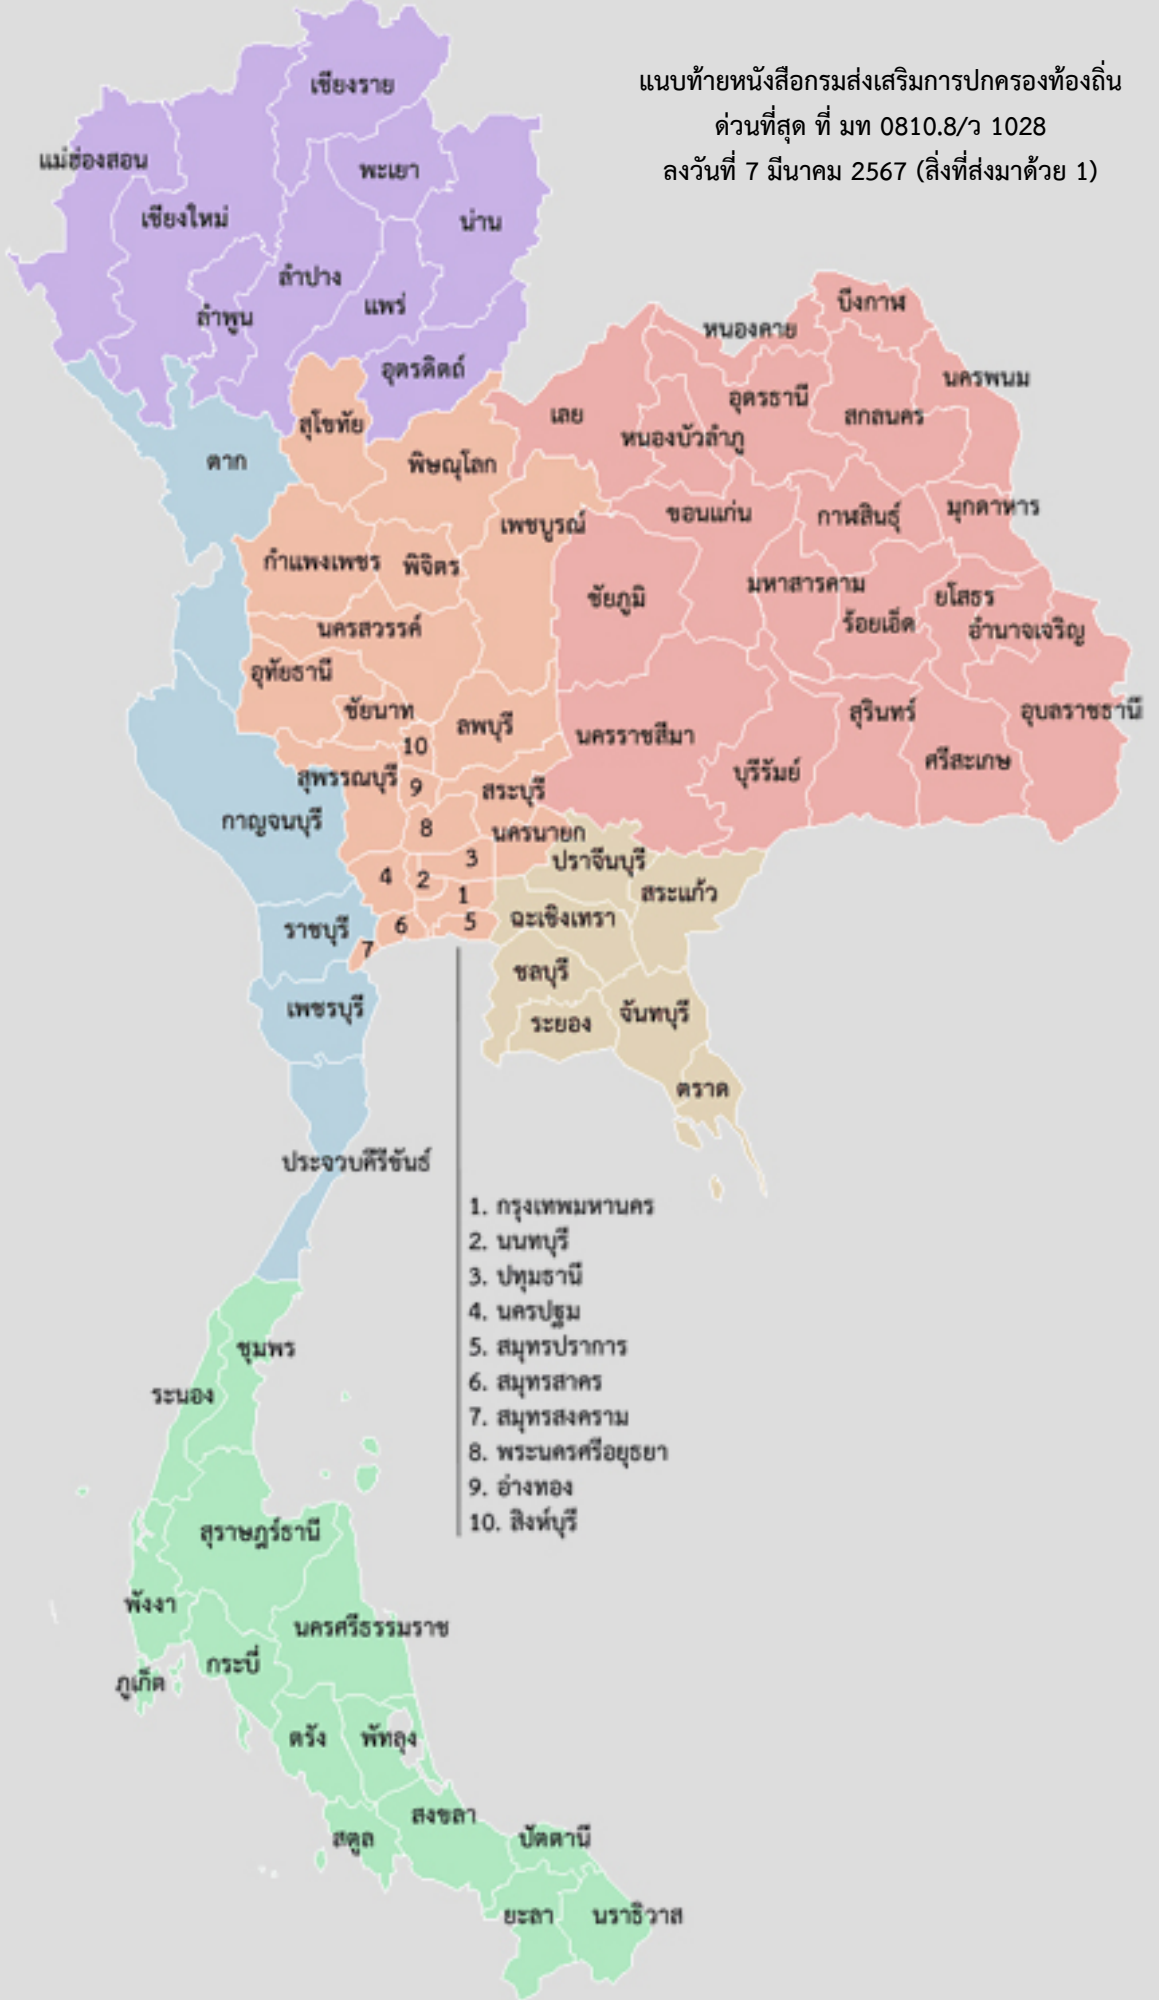 แนบท้ายหนังสือกรมส่งเสริมการปกครองท้องถิ่น
ด่วนที่สุด ที่ มท 0810.8/ว 1028
ลงวันที่ 7 มีนาคม 2567 (สิ่งที่ส่งมาด้วย 1)
เชียงราย
แม่ฮ่องสอน
พะเยา
เชียงใหม่
น่าน
ลำปาง
ลำพูน
แพร่
อุตรดิตถ์
บึงกาฬ
หนองคาย
นครพนม
อุดรธานี
เลย
สกลนคร
สุโขทัย
หนองบัวลำภู
ตาก
พิษณุโลก
เพชบูรณ์
ขอนแก่น
กาฬสินธุ์
มุกดาหาร
กำแพงเพชร
พิจิตร
ชัยภูมิ
มหาสารคาม
ยโสธร
ร้อยเอ็ด
อำนาจเจริญ
นครสวรรค์
อุทัยธานี
ชัยนาท
ลพบุรี
นครราชสีมา
สุรินทร์
อุบลราชธานี
10
สุพรรณบุรี
9
สระบุรี
บุรีรัมย์
ศรีสะเกษ
กาญจนบุรี
8
นครนายก
3
ปราจีนบุรี
4
2
1
สระแก้ว
ราชบุรี
7
6
5
ฉะเชิงเทรา
ชลบุรี
เพชรบุรี
ระยอง
จันทบุรี
ตราด
ประจวบคีรีขันธ์
1. กรุงเทพมหานคร
2. นนทบุรี
3. ปทุมธานี
4. นครปฐม
5. สมุทรปราการ
6. สมุทรสาคร
7. สมุทรสงคราม
8. พระนครศรีอยุธยา
9. อ่างทอง
10. สิงห์บุรี
ชุมพร
ระนอง
สุราษฎร์ธานี
พังงา
นครศรีธรรมราช
กระบี่
ภูเก็ต
ตรัง
พัทลุง
สงขลา
สตูล
ปัตตานี
ยะลา
นราธิวาส